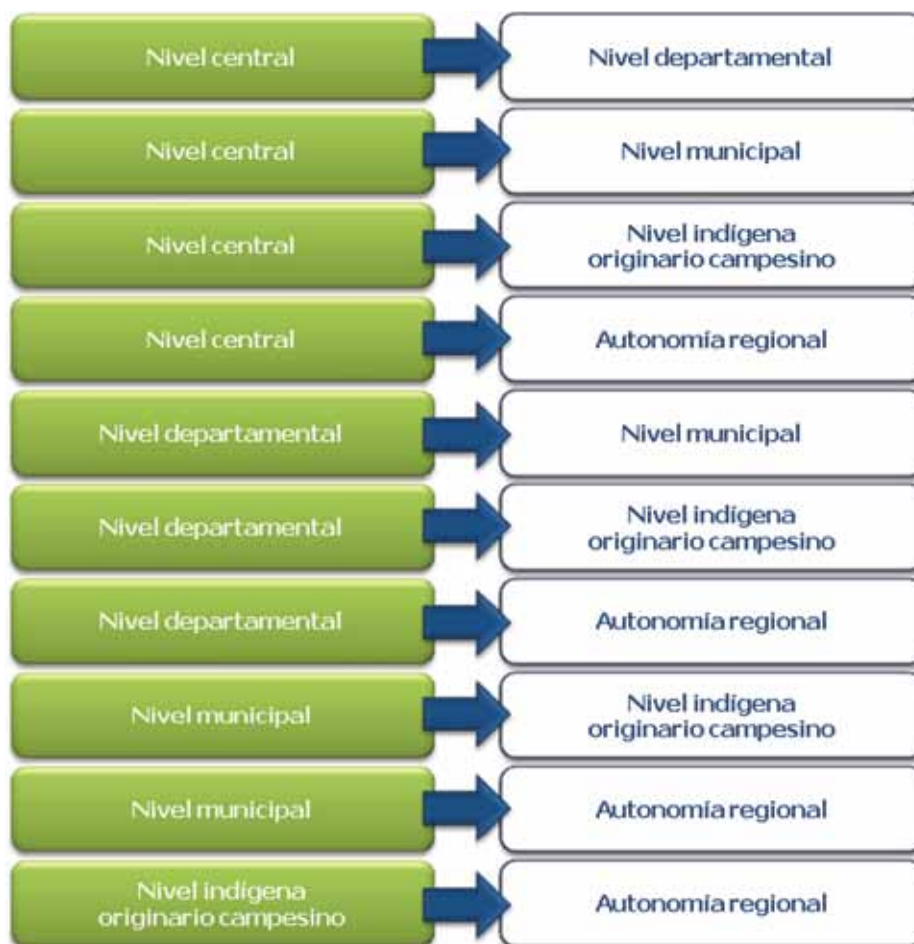 Nivel central
Nivel departamental
Nivel central
Nivel municipal
Nivel central
Nivel indígena
originario campesino
Nivel central
Autonomía regional
Nivel departamental
Nivel municipal
Nivel departamental
Nivel indígena
originario campesino
Nivel departamental
Autonomía regional
Nivel municipal
Nivel indígena
originario campesino
Nivel municipal
Autonomía regional
Nivel indígena
originario campesino
Autonomía regional